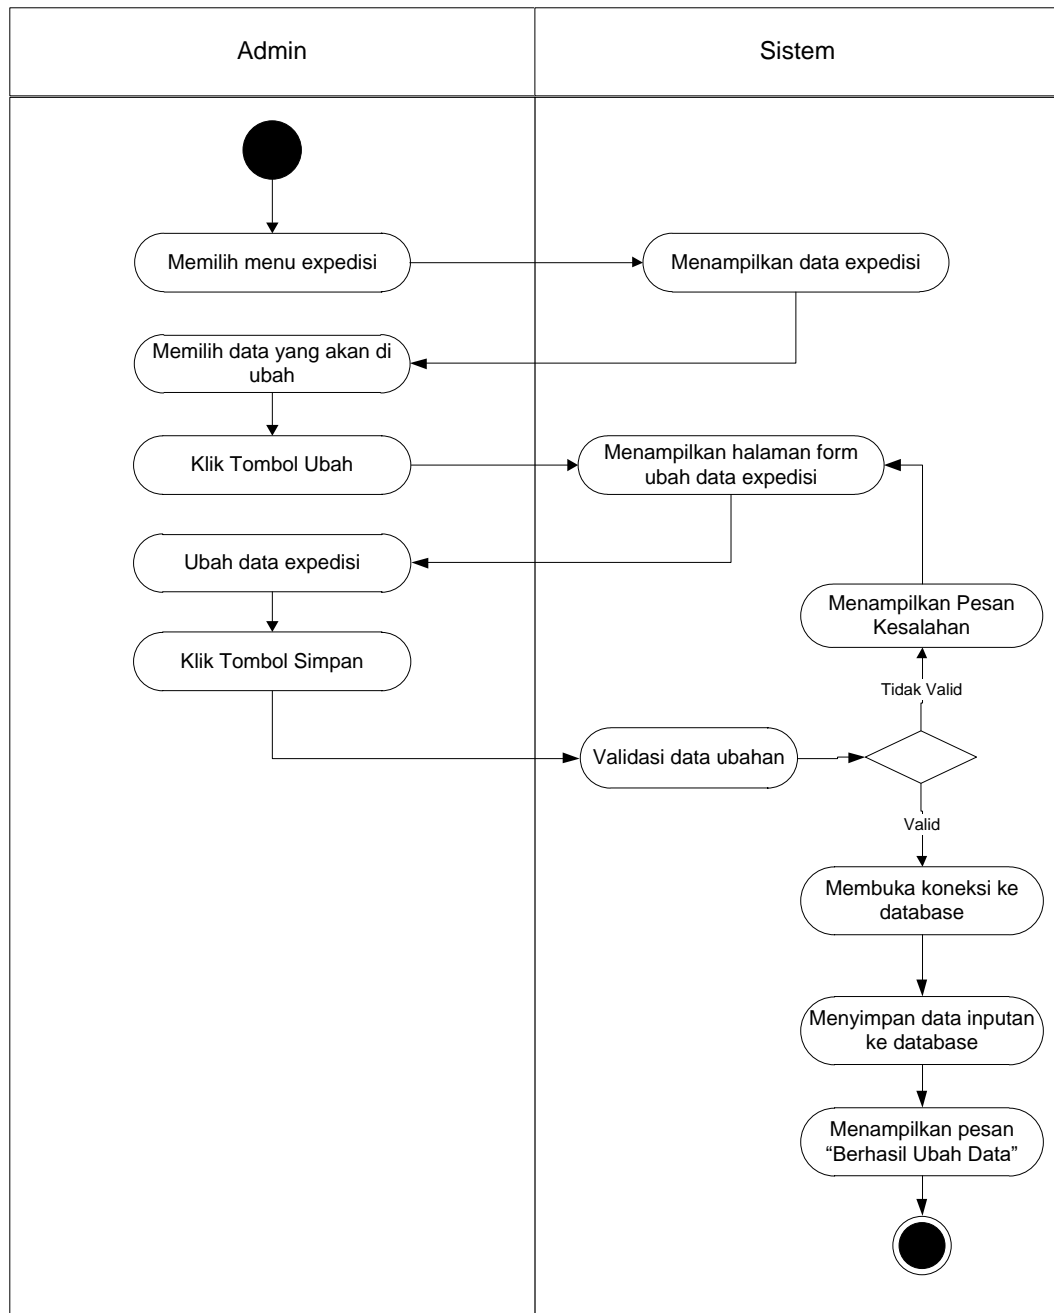 Admin
Sistem
Memilih menu expedisi
Menampilkan data expedisi
Memilih data yang akan di
ubah
Klik Tombol Ubah
Menampilkan halaman form
ubah data expedisi
Ubah data expedisi
Menampilkan Pesan
Kesalahan
Klik Tombol Simpan
Tidak Valid
Validasi data ubahan
Valid
Membuka koneksi ke
database
Menyimpan data inputan
ke database
Menampilkan pesan
“Berhasil Ubah Data”